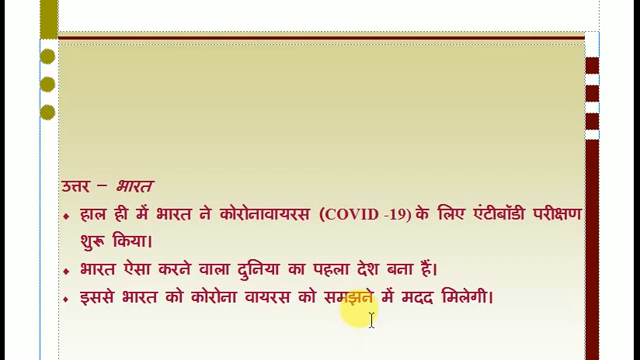 उत्तर – भारत
⬧ हाल ही में भारत ने कोरोनावायरस (COVID -19) के लिए एंटीबॉडी परीक्षण
शुरू किया।
⬧ भारत ऐसा करने वाला दुनिया का पहला देश बना हैं।
⬧ इससे भारत को कोरोना वायरस को समझने में मदद मिलेगी।